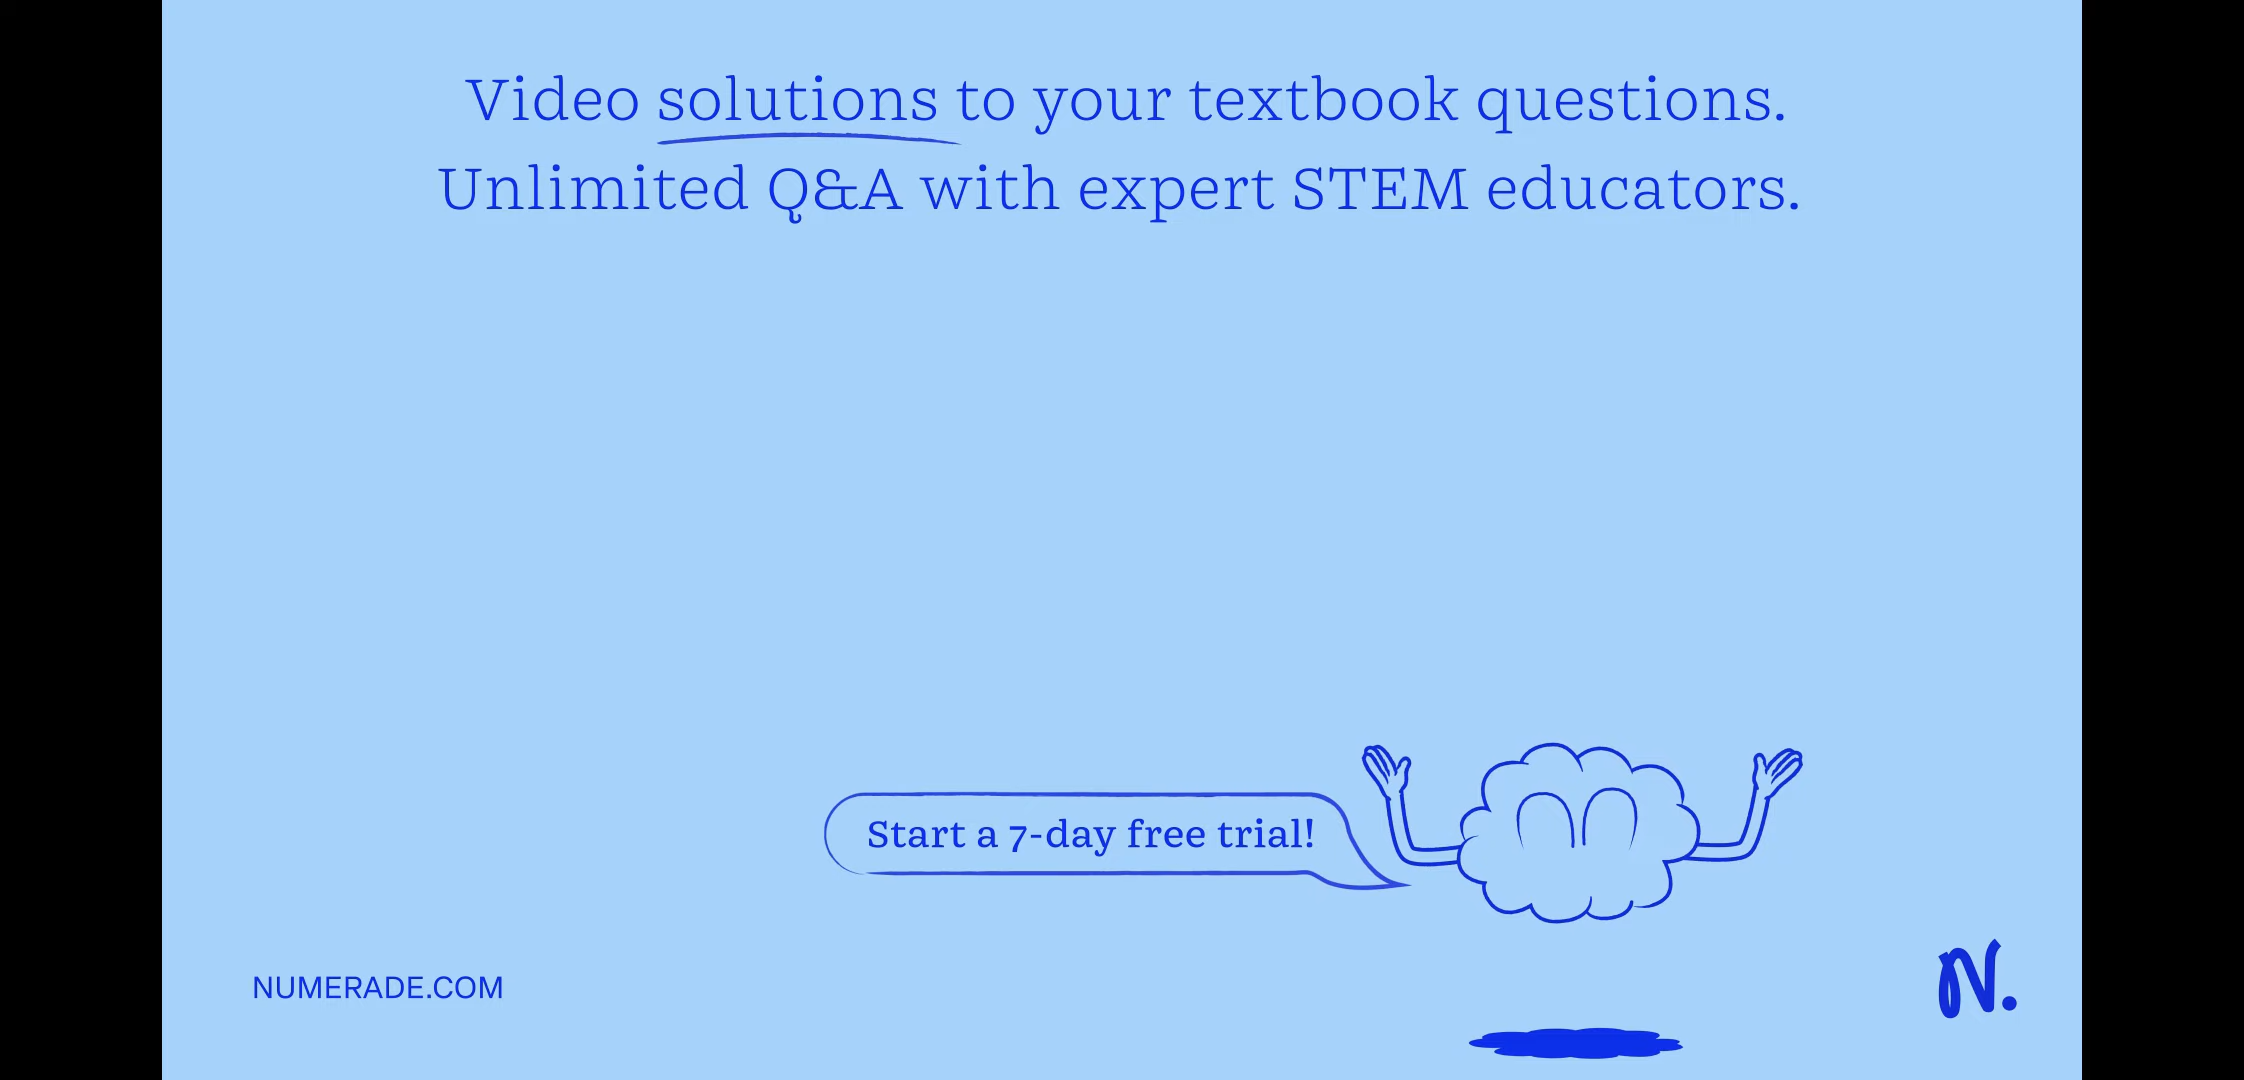 Video solutions to your textbook questions.
Unlimited Q&A with expert STEM educators.
Start a 7-day free trial!
NUMERADE.COM
N.